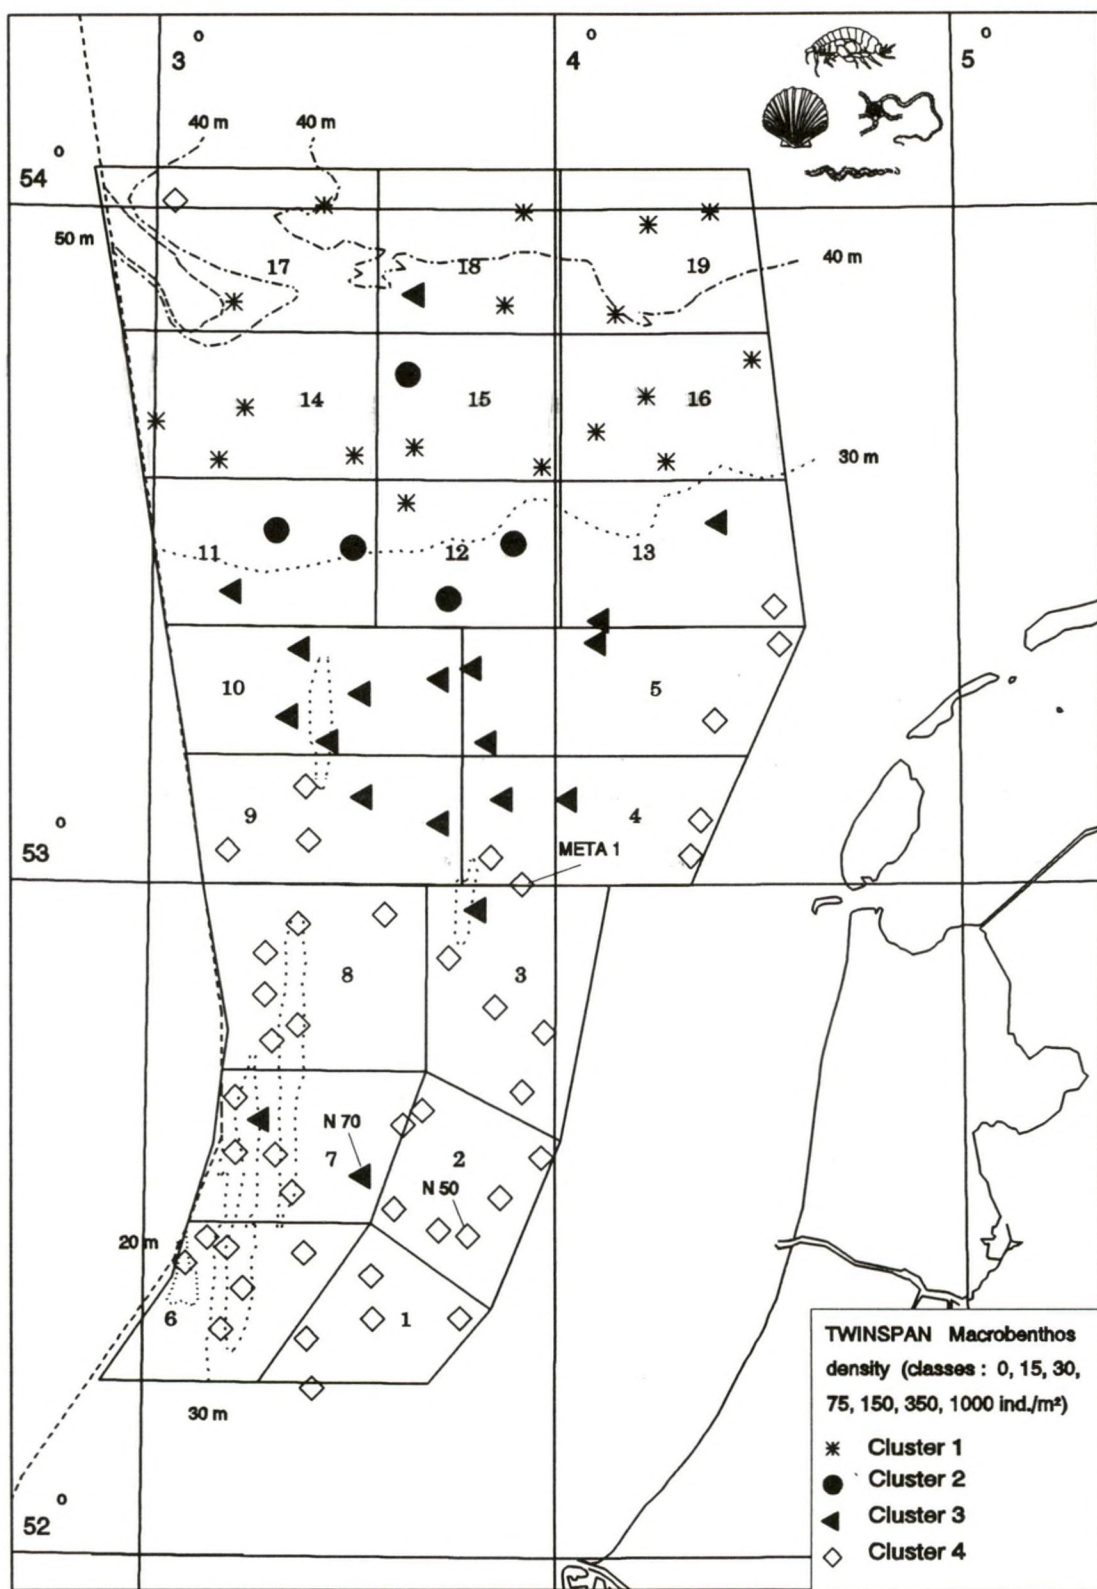 3 °
4 °
5 °
40 m
40 m
54 °
50 m
17
18
19
40 m
14
15
16
30 m
11
12
13
10
5
9
4
53 °
META 1
8
3
N 70
7
2
N 50
20 m
6
1
30 m
52 °
TWINSPAN Macrobenthos
density (classes : 0, 15, 30,
75, 150, 350, 1000 ind./m²)
Cluster 1
Cluster 2
Cluster 3
Cluster 4